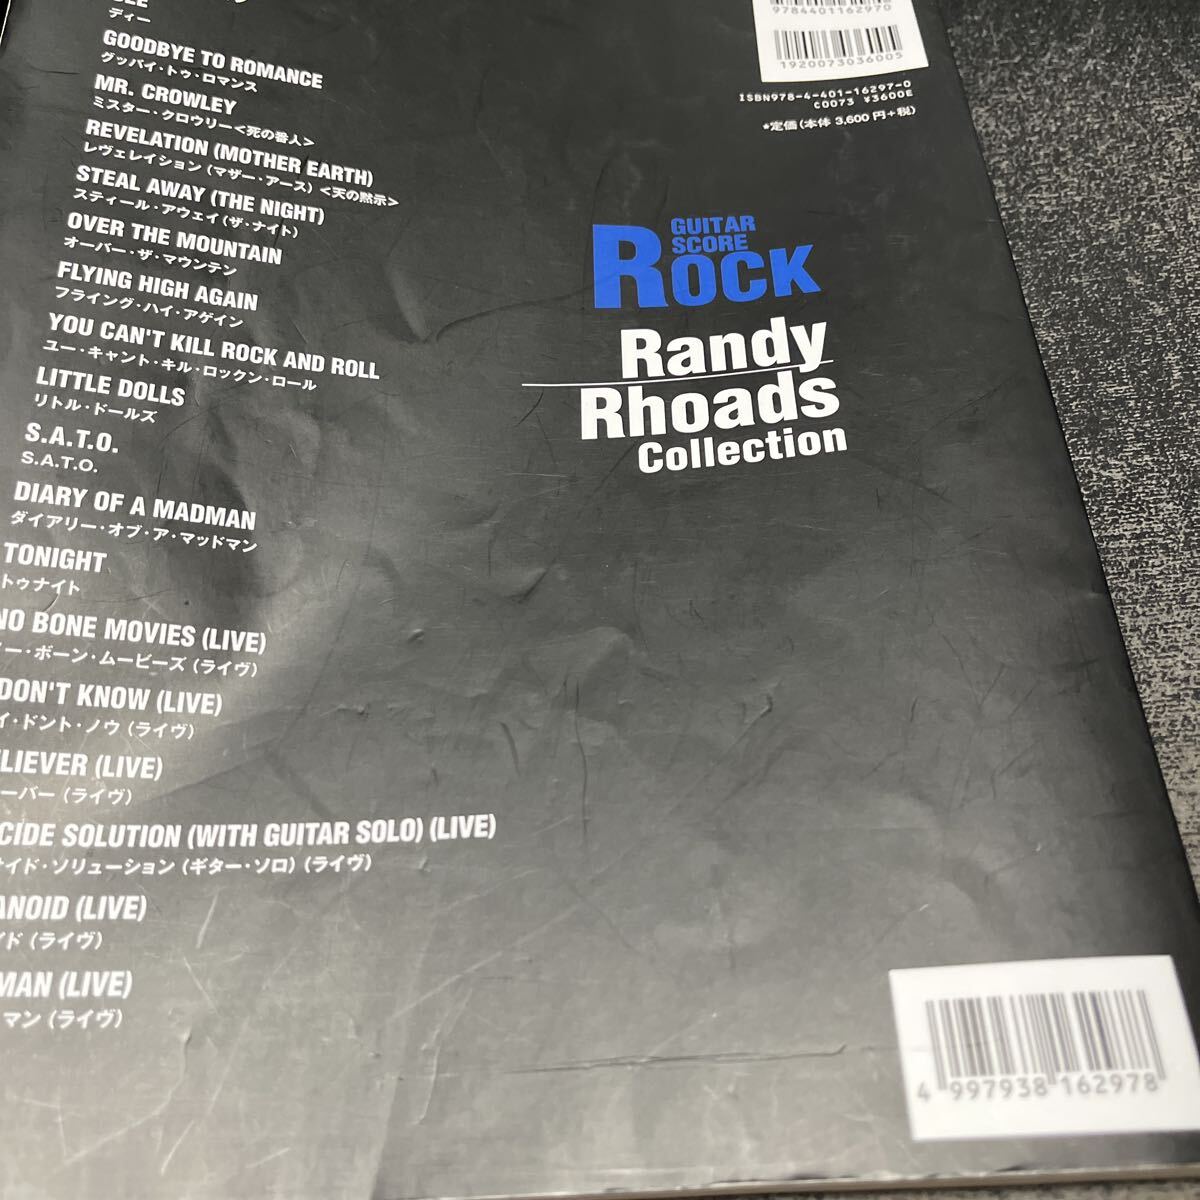 ディー
GOODBYE TO ROMANCE
グッバイ・トゥ・ロマンス
MR. CROWLEY
ミスター・クロウリー<死の番人>
REVELATION (MOTHER EARTH)
レヴェレイション (マザー・アース) <天の黙示>
STEAL AWAY (THE NIGHT)
スティール・アウェイ (ザ・ナイト)
OVER THE MOUNTAIN
オーバー・ザ・マウンテン
FLYING HIGH AGAIN
フライング・ハイ・アゲイン
YOU CAN'T KILL ROCK AND ROLL
ユー・キャント・キル・ロックン・ロール
LITTLE DOLLS
リトル・ドールズ
S.A.T.O.
S.A.T.O.
DIARY OF A MADMAN
ダイアリー・オブ・ア・マッドマン
TONIGHT
トゥナイト
NO BONE MOVIES (LIVE)
ー・ボーン・ムービーズ (ライヴ)
DON'T KNOW (LIVE)
イ・ドント・ノウ (ライヴ)
LIEVER (LIVE)
ーバー (ライヴ)
CIDE SOLUTION (WITH GUITAR SOLO) (LIVE)
サイド・ソリューション (ギター・ソロ) (ライヴ)
ANOID (LIVE)
イド (ライヴ)
MAN (LIVE)
マン (ライヴ)
9784401162970
1920073036005
ISBN978-4-401-16297-0
C0073 ¥3600E
*定価 (本体 3,600 円+税)
GUITAR
SCORE
ROCK
Randy
Rhoads
Collection
4 997938 162978